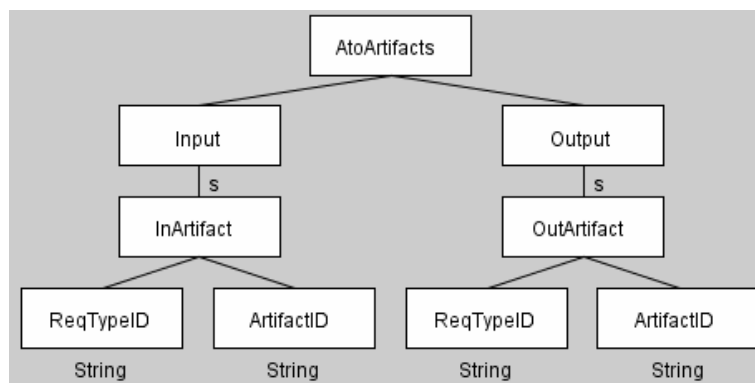 AtoArtifacts
Input Output
s s
InArtifact OutArtifact
ReqTypeID ArtifactID ReqTypeID ArtifactID
String String String String